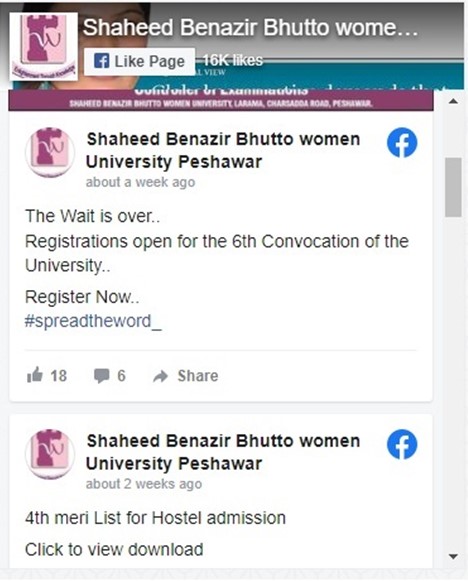 Shaheed Benazir Bhutto wome...
Like Page
16K likes
Controller of Examinations
SHAHEED BENAZIR BHUTTO WOMEN UNIVERSITY, LARAMA, CHARSADDA ROAD, PESHAWAR.
Shaheed Benazir Bhutto women
University Peshawar
about a week ago
The Wait is over..
Registrations open for the 6th Convocation of the
University..
Register Now..
#spreadtheword_
18 6 Share
Shaheed Benazir Bhutto women
University Peshawar
about 2 weeks ago
4th meri List for Hostel admission
Click to view download